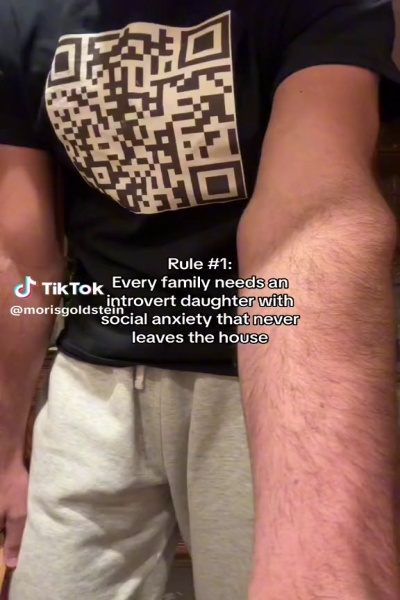 Rule #1:
Every family needs an
introvert daughter with
social anxiety that never
leaves the house
TikTok
@morisgoldstein